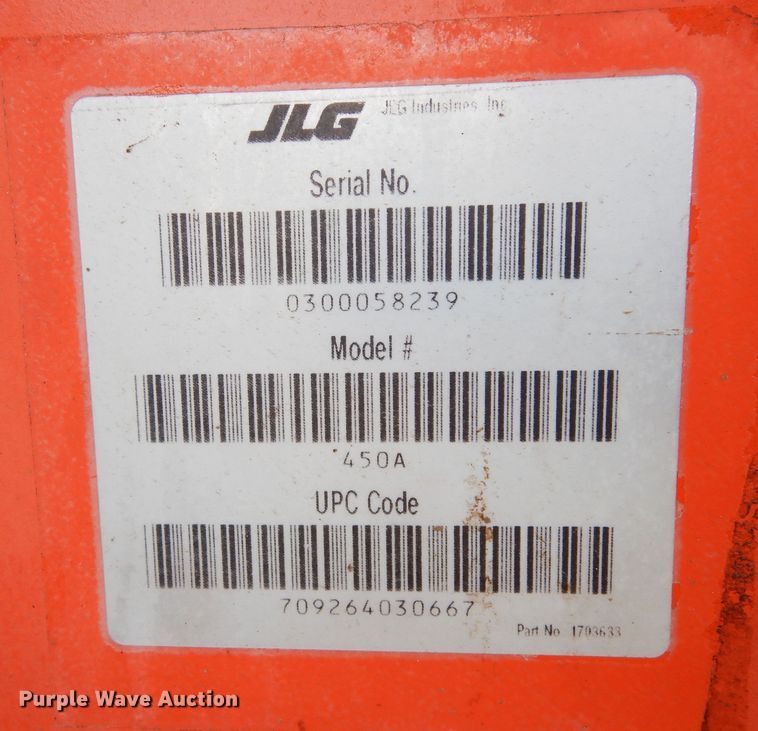 JLG JLG Industries, Inc.
Serial No.
0300058239
Model #
450A
UPC Code
709264030667
Part No. 1703633
Purple Wave Auction